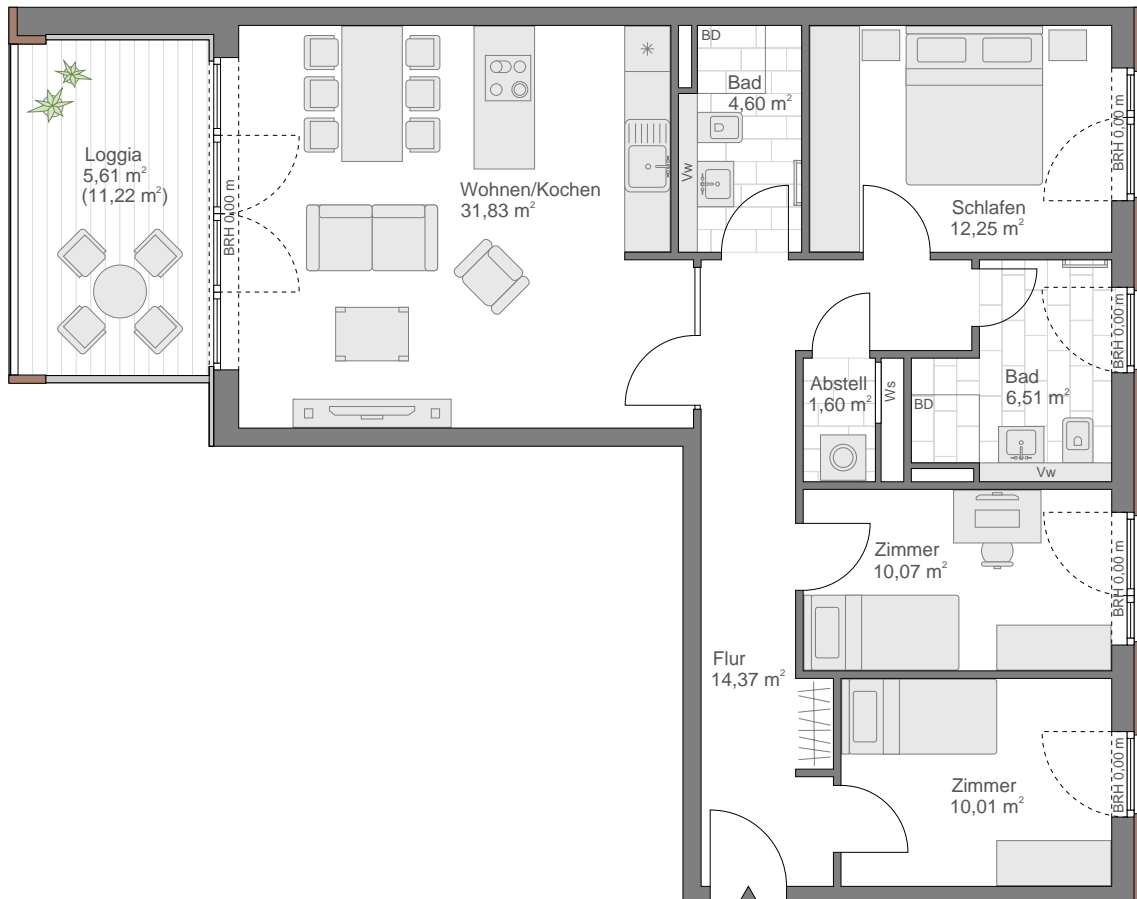 BD
Bad
4,60 m²
Vw
Loggia
5,61 m²
(11,22 m²)
BRH 0,00 m
Wohnen/Kochen
31,83 m²
Schlafen
12,25 m²
BRH 0,00 m
Abstell
1,60 m²
Ws
BD
Bad
6,51 m²
Vw
BRH 0,00 m
Zimmer
10,07 m²
BRH 0,00 m
Flur
14,37 m²
Zimmer
10,01 m²
BRH 0,00 m